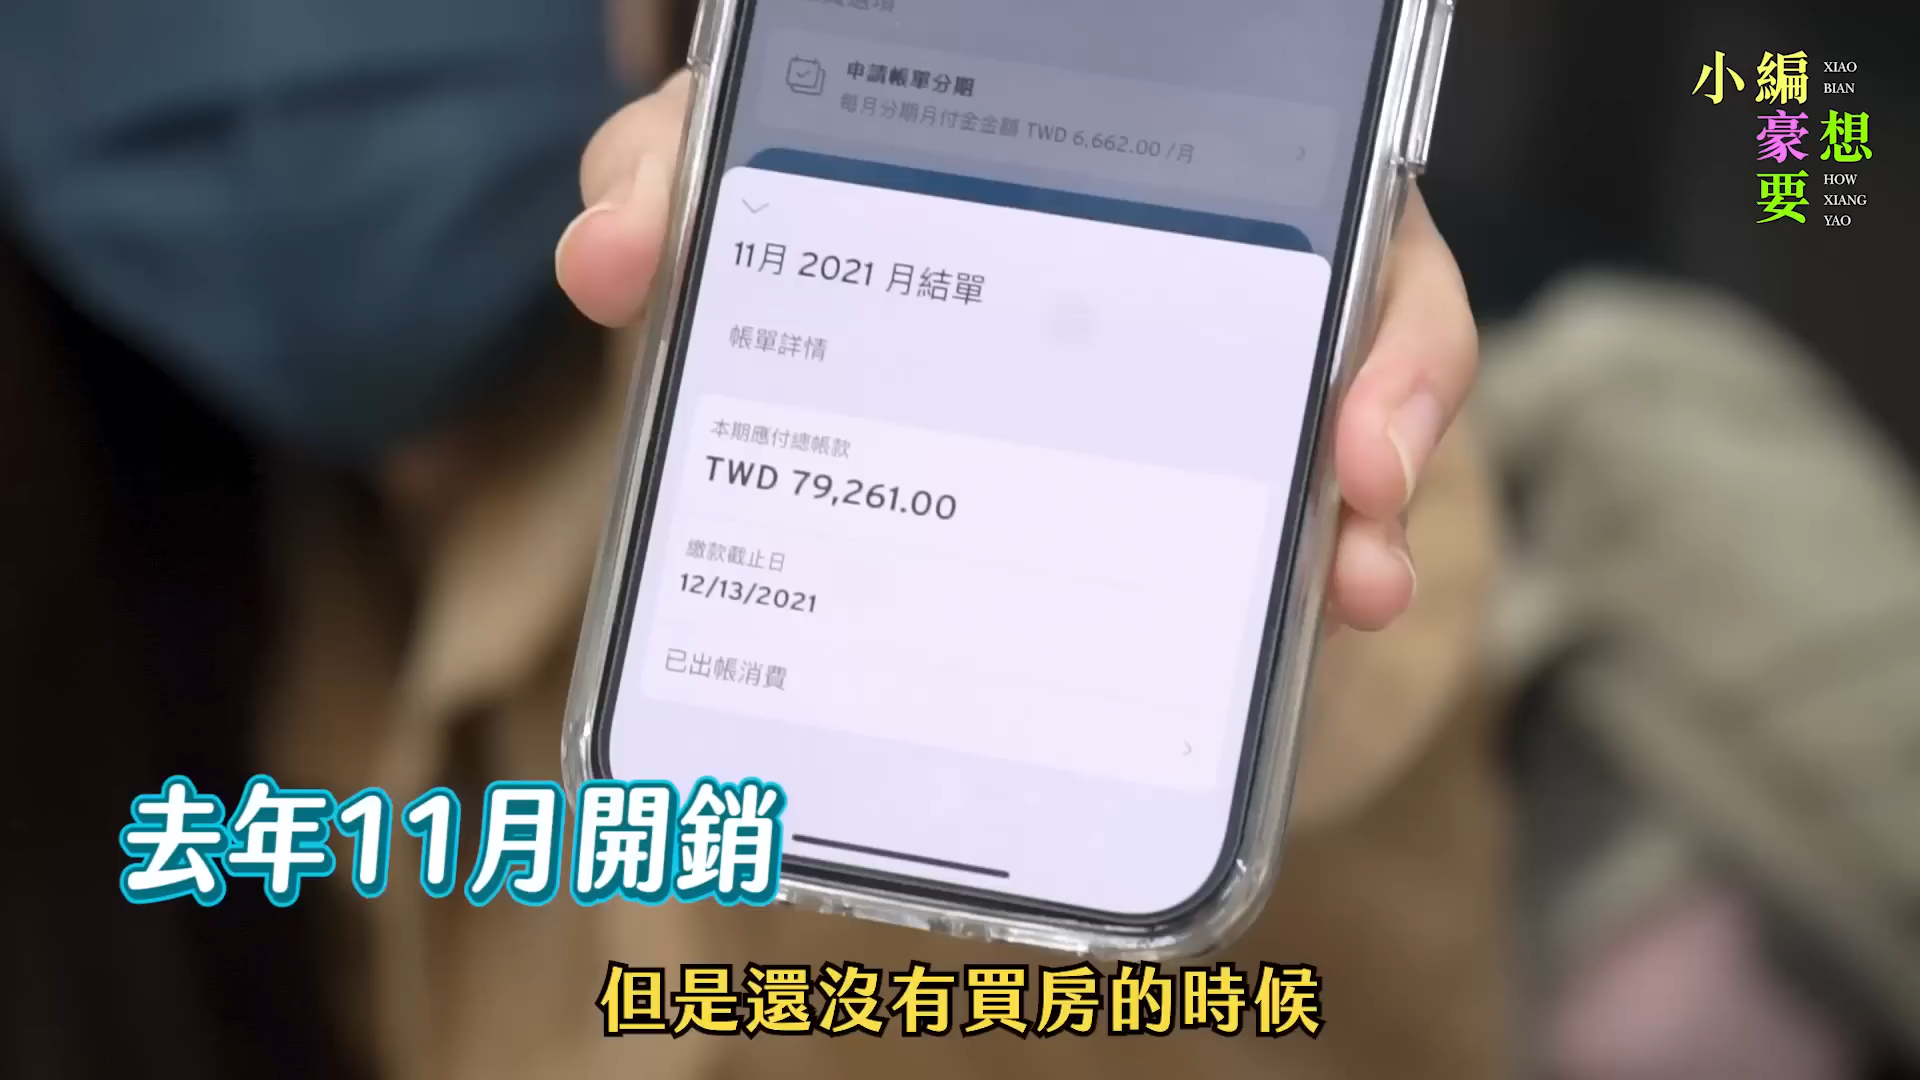 小編
XIAO
BIAN
豪想
要
HOW
XIANG
YAO
申請帳單分期
每月分期月付金金額 TWD 6,662.00 /月
11月 2021 月結單
帳單詳情
本期應付總帳款
TWD 79,261.00
繳款截止日
12/13/2021
已出帳消費
去年11月開銷
但是還沒有買房的時候